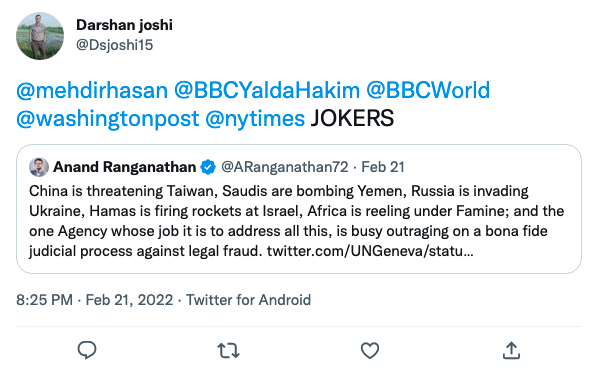 Darshan joshi
@Dsjoshi15
@mehdirhasan @BBCYaldaHakim @BBCWorld
@washingtonpost @nytimes JOKERS
Anand Ranganathan @ARanganathan72 · Feb 21
China is threatening Taiwan, Saudis are bombing Yemen, Russia is invading
Ukraine, Hamas is firing rockets at Israel, Africa is reeling under Famine; and the
one Agency whose job it is to address all this, is busy outraging on a bona fide
judicial process against legal fraud. twitter.com/UNGeneva/statu…
8:25 PM · Feb 21, 2022 · Twitter for Android